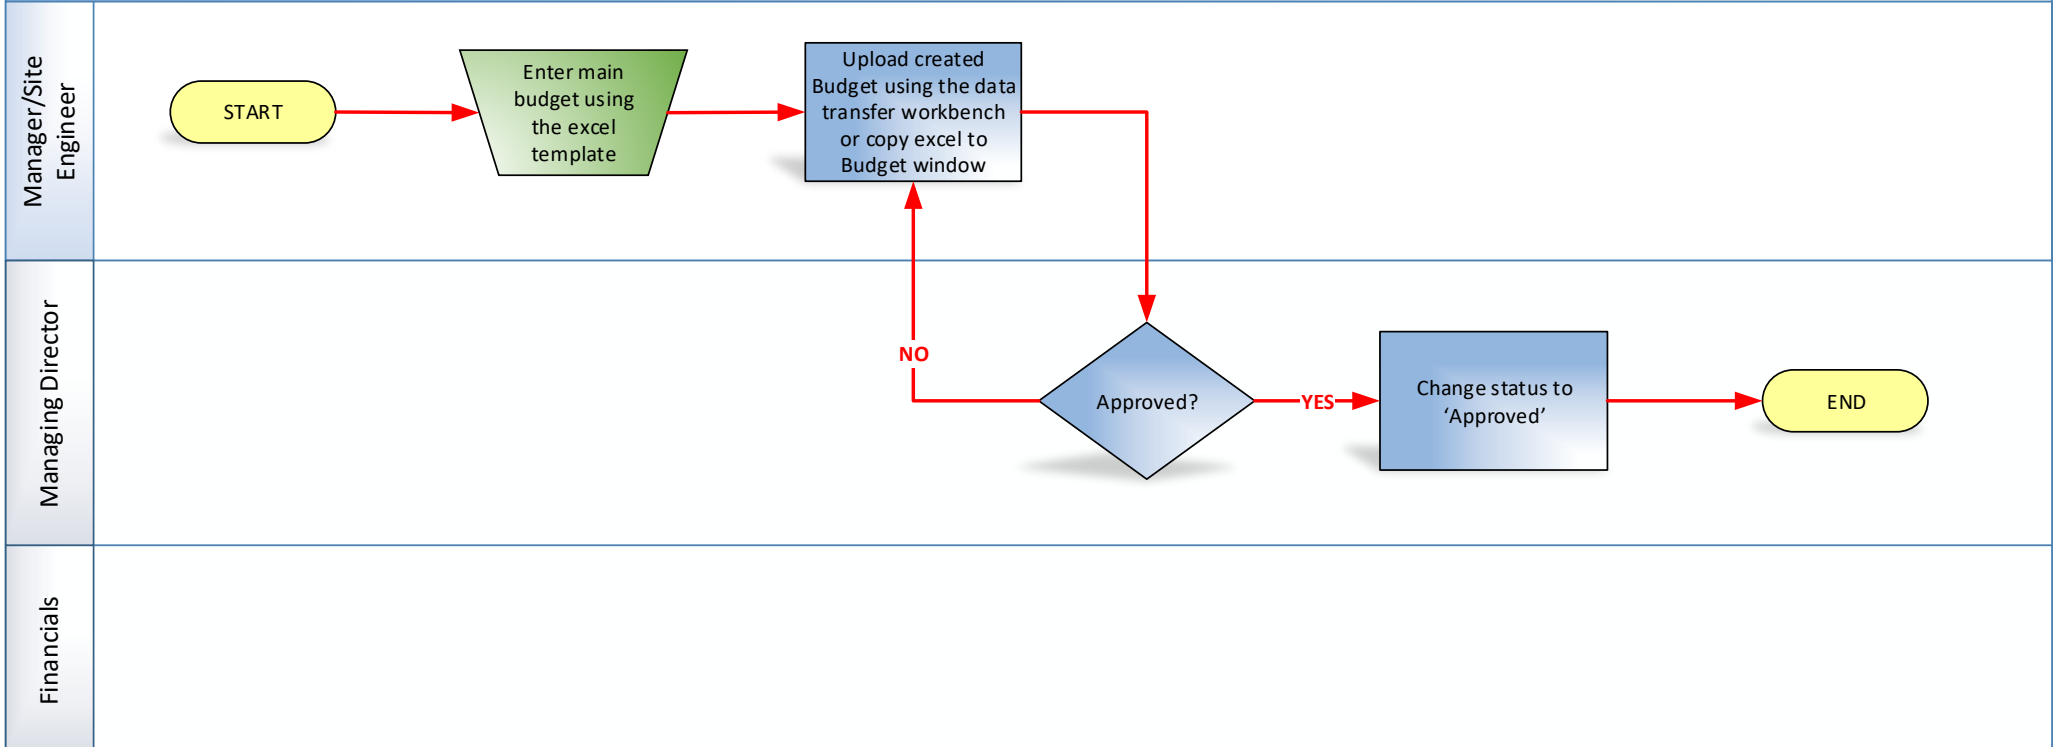 Manager/Site
Engineer
START
Enter main
budget using
the excel
template
Upload created
Budget using the data
transfer workbench
or copy excel to
Budget window
Managing Director
NO
Approved?
YES
Change status to
‘Approved’
END
Financials